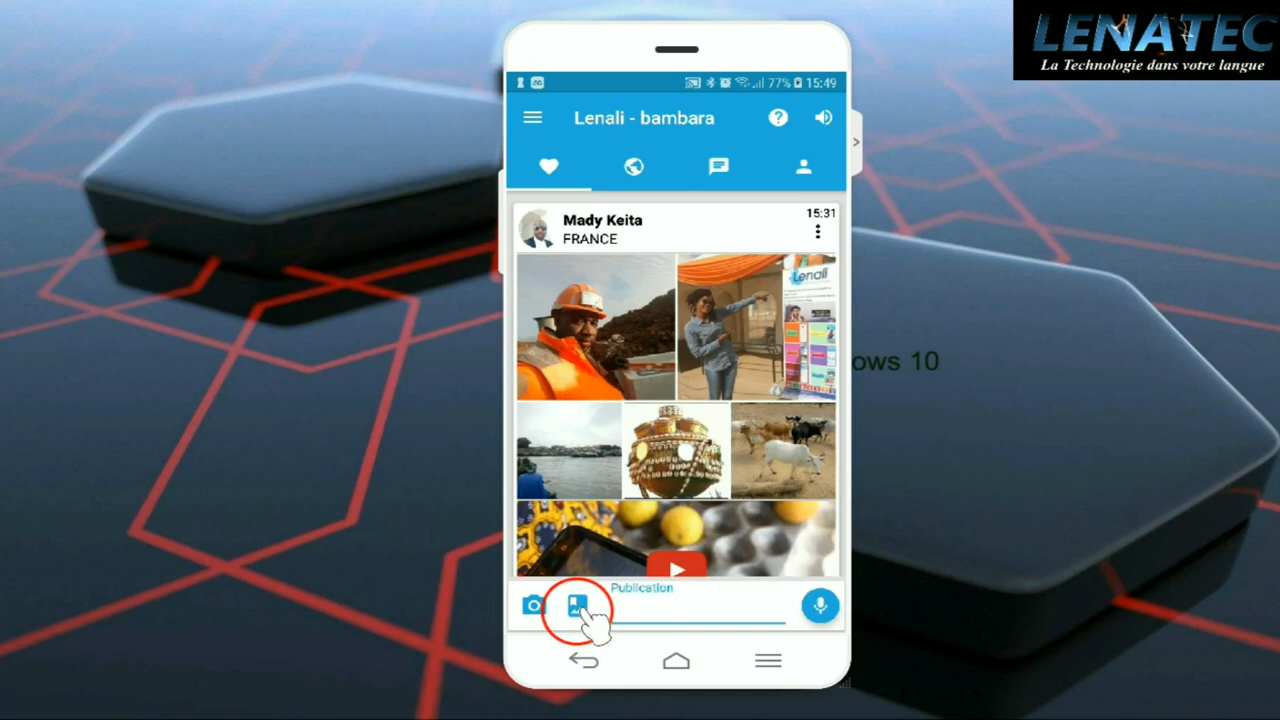 LENATEC
La Technologie dans votre langue
77% 15:49
Lenali - bambara
Mady Keita
15:31
FRANCE
Lenali
ows 10
Publication